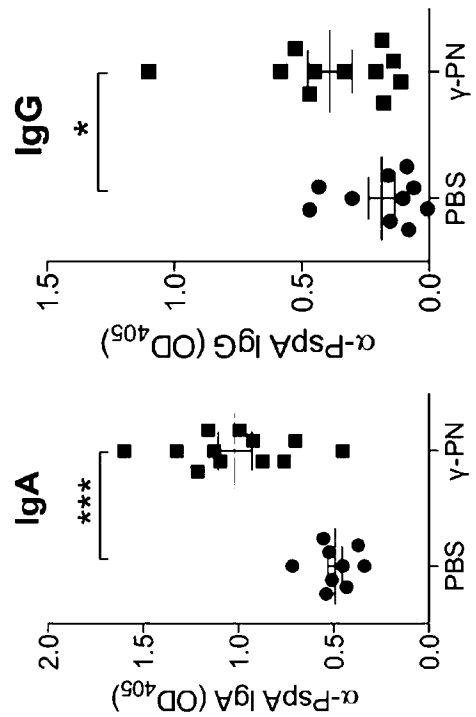 IgA
***
α-PspA IgA (OD405)
2.0
1.5
1.0
0.5
0.0
PBS
γ-PN
IgG
*
α-PspA IgG (OD405)
1.5
1.0
0.5
0.0
PBS
γ-PN